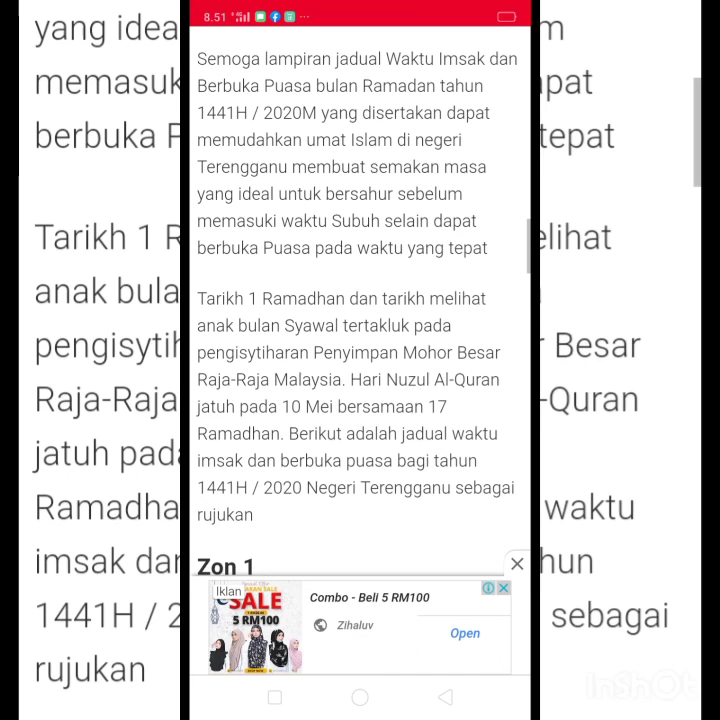 8.51
Semoga lampiran jadual Waktu Imsak dan
Berbuka Puasa bulan Ramadan tahun
1441H / 2020M yang disertakan dapat
memudahkan umat Islam di negeri
Terengganu membuat semakan masa
yang ideal untuk bersahur sebelum
memasuki waktu Subuh selain dapat
berbuka Puasa pada waktu yang tepat
Tarikh 1 Ramadhan dan tarikh melihat
anak bulan Syawal tertakluk pada
pengisytiharan Penyimpan Mohor Besar
Raja-Raja Malaysia. Hari Nuzul Al-Quran
jatuh pada 10 Mei bersamaan 17
Ramadhan. Berikut adalah jadual waktu
imsak dan berbuka puasa bagi tahun
1441H / 2020 Negeri Terengganu sebagai
rujukan
Zon 1
Iklan
SALE
5 RM100
Combo - Beli 5 RM100
Zihaluv
Open
InShOt